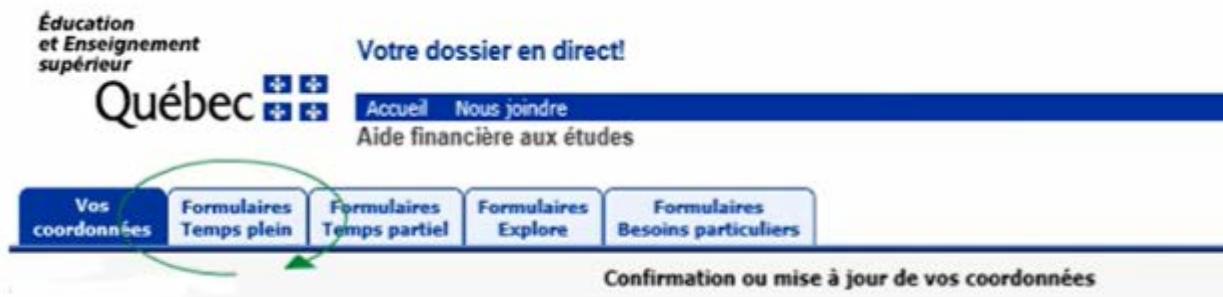 Éducation
et Enseignement
supérieur
Québec
Votre dossier en direct!
Accueil Nous joindre
Aide financière aux études
Vos
coordonnées
Formulaires
Temps plein
Formulaires
Temps partiel
Formulaires
Explore
Formulaires
Besoins particuliers
Confirmation ou mise à jour de vos coordonnées